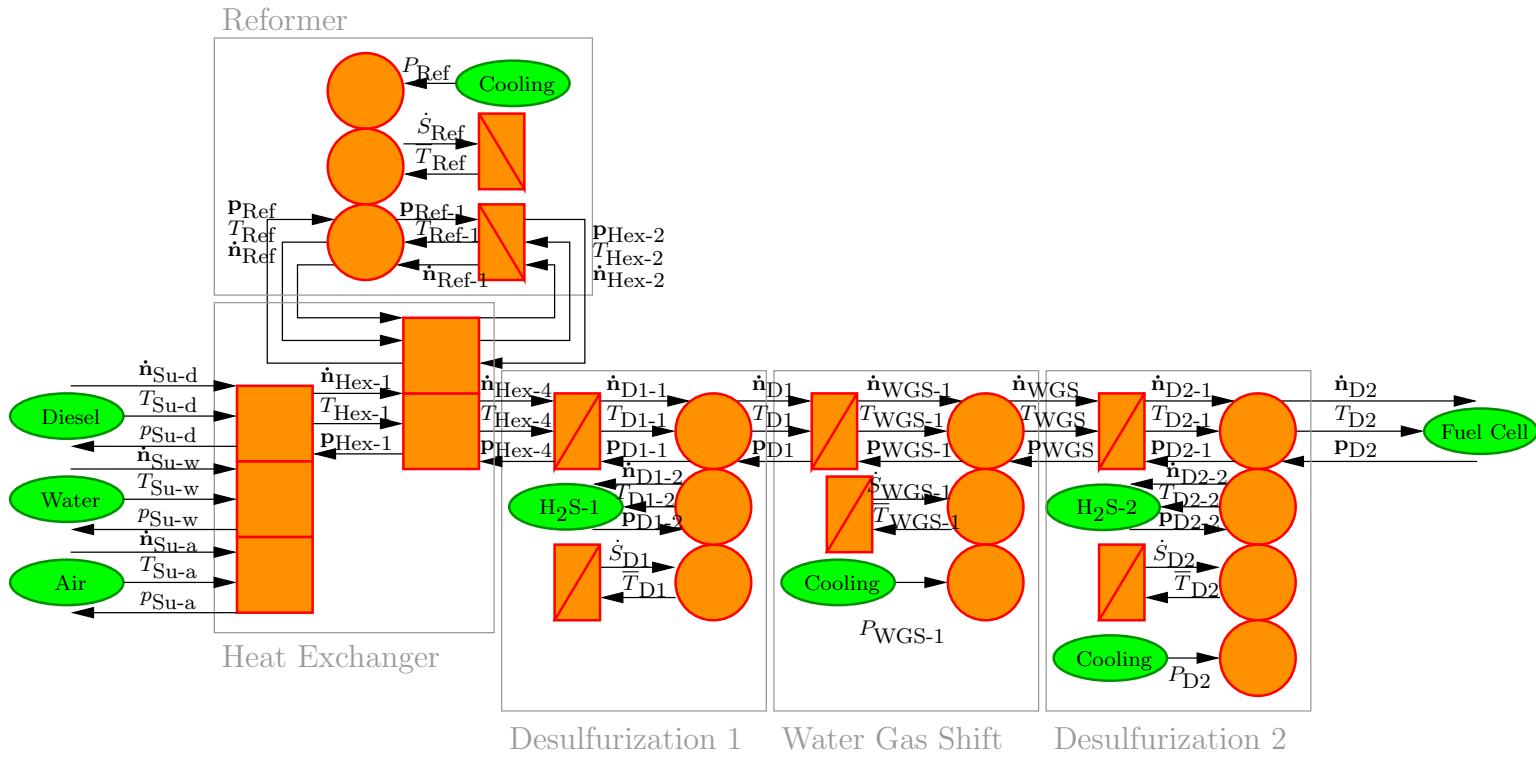 Reformer
P_Ref
Cooling
Ṡ_Ref
T̅_Ref
p_Ref
T_Ref
ṅ_Ref
p_Ref-1
T_Ref-1
ṅ_Ref-1
p_Hex-2
T_Hex-2
ṅ_Hex-2
ṅ_Su-d
T_Su-d
p_Su-d
Diesel
ṅ_Su-w
T_Su-w
p_Su-w
Water
ṅ_Su-a
T_Su-a
p_Su-a
Air
ṅ_Hex-1
T_Hex-1
p_Hex-1
Heat Exchanger
ṅ_Hex-4
T_Hex-4
p_Hex-4
ṅ_D1-1
T_D1-1
p_D1-1
ṅ_D1-2
T_D1-2
p_D1-2
H₂S-1
Ṡ_D1
T̅_D1
Desulfurization 1
ṅ_D1
T_D1
p_D1
ṅ_WGS-1
T_WGS-1
p_WGS-1
Ṡ_WGS-1
T̅_WGS-1
Cooling
P_WGS-1
Water Gas Shift
ṅ_WGS
T_WGS
p_WGS
ṅ_D2-1
T_D2-1
p_D2-1
ṅ_D2-2
T_D2-2
p_D2-2
H₂S-2
Ṡ_D2
T̅_D2
Cooling
P_D2
Desulfurization 2
ṅ_D2
T_D2
p_D2
Fuel Cell